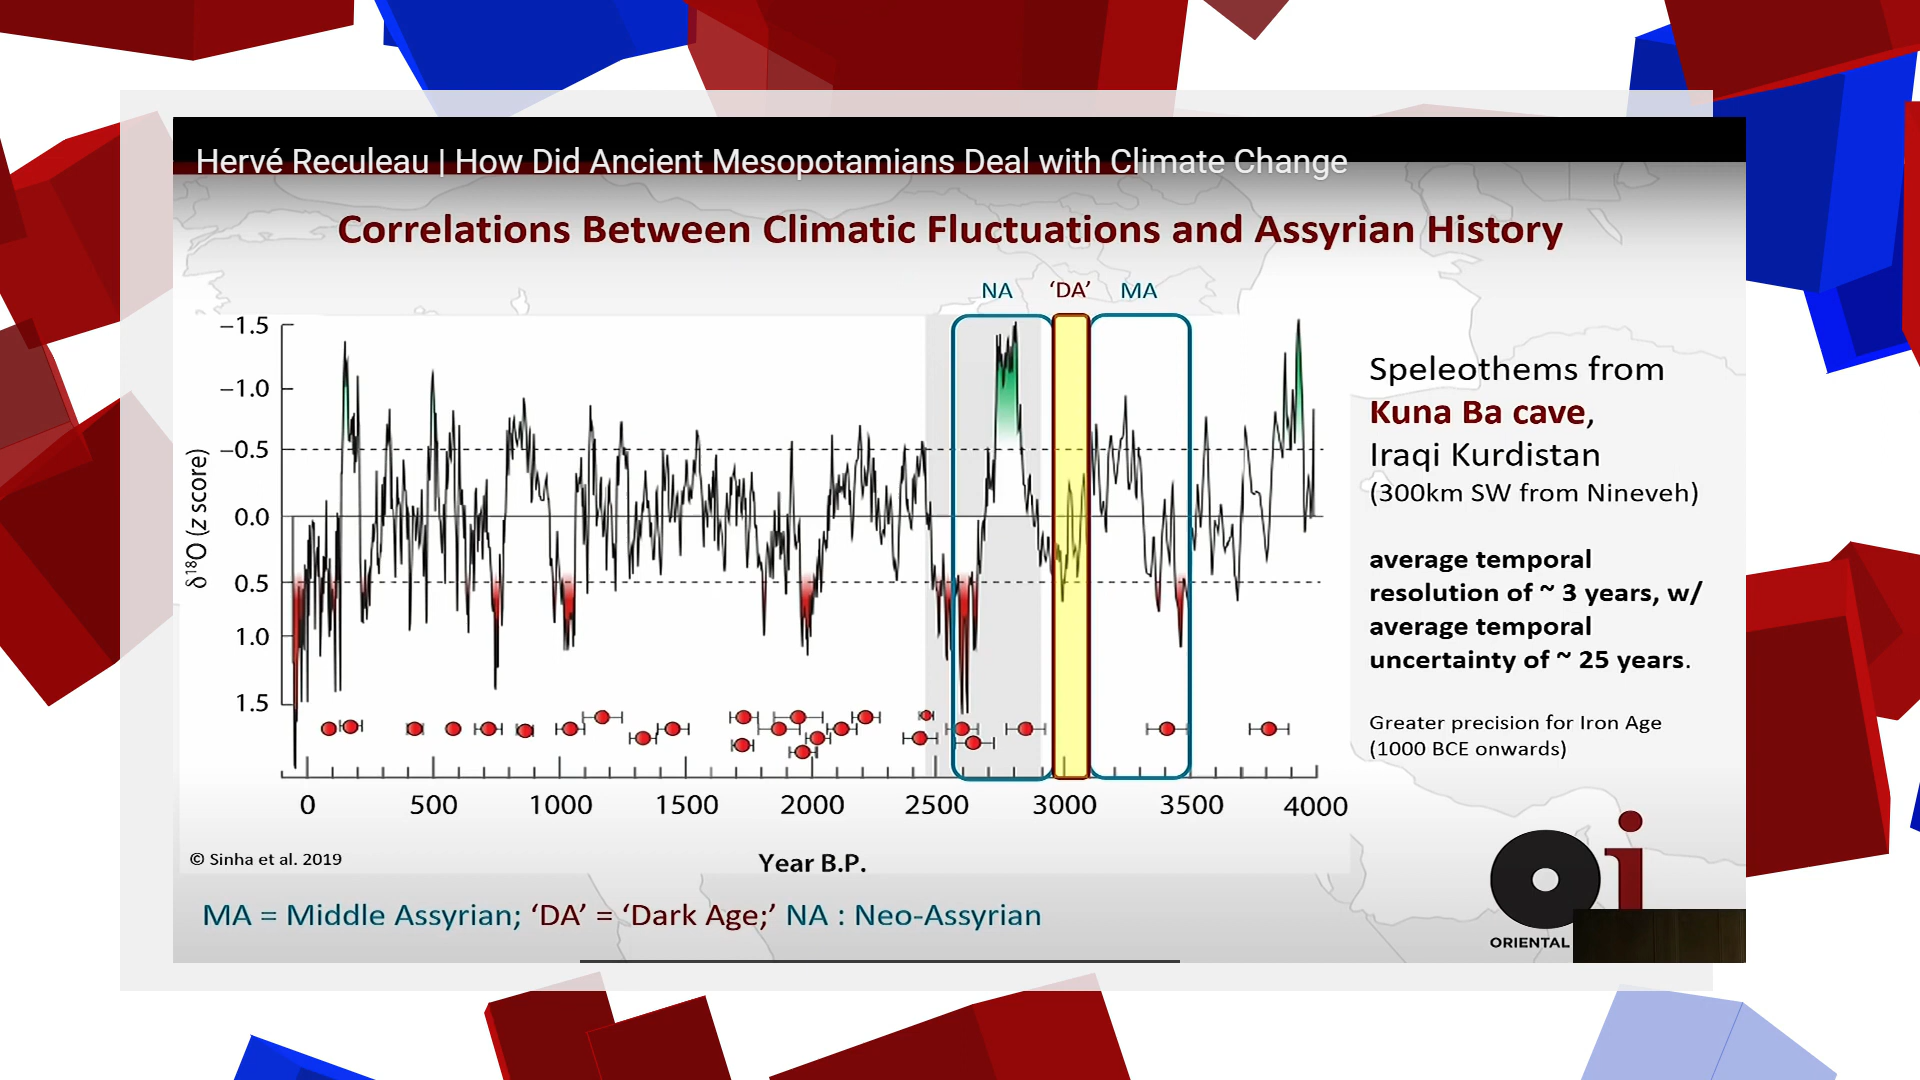 Hervé Reculeau | How Did Ancient Mesopotamians Deal with Climate Change
Correlations Between Climatic Fluctuations and Assyrian History
NA ‘DA’ MA
–1.5
–1.0
–0.5
0.0
0.5
1.0
1.5
δ¹⁸O (z score)
0 500 1000 1500 2000 2500 3000 3500 4000
Year B.P.
© Sinha et al. 2019
Speleothems from
Kuna Ba cave,
Iraqi Kurdistan
(300km SW from Nineveh)
average temporal
resolution of ~ 3 years, w/
average temporal
uncertainty of ~ 25 years.
Greater precision for Iron Age
(1000 BCE onwards)
MA = Middle Assyrian; ‘DA’ = ‘Dark Age;’ NA : Neo-Assyrian
oi
ORIENTAL